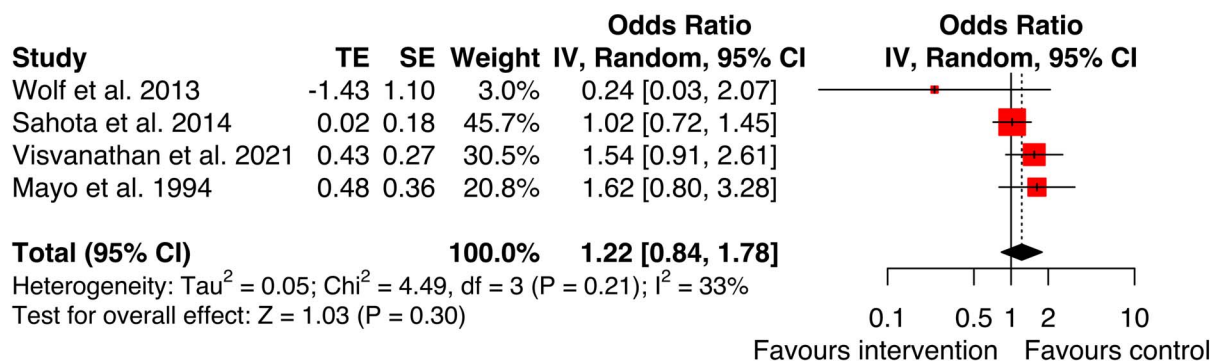 Odds Ratio Odds Ratio
Study TE SE Weight IV, Random, 95% CI IV, Random, 95% CI
Wolf et al. 2013 -1.43 1.10 3.0% 0.24 [0.03, 2.07]
Sahota et al. 2014 0.02 0.18 45.7% 1.02 [0.72, 1.45]
Visvanathan et al. 2021 0.43 0.27 30.5% 1.54 [0.91, 2.61]
Mayo et al. 1994 0.48 0.36 20.8% 1.62 [0.80, 3.28]
Total (95% CI) 100.0% 1.22 [0.84, 1.78]
Heterogeneity: Tau² = 0.05; Chi² = 4.49, df = 3 (P = 0.21); I² = 33%
Test for overall effect: Z = 1.03 (P = 0.30)
0.1 0.5 1 2 10
Favours intervention Favours control